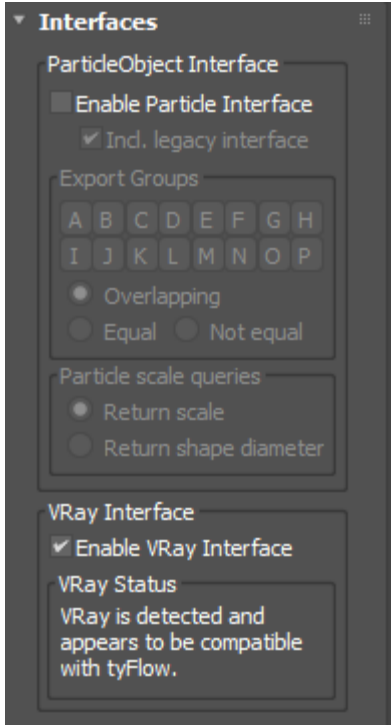 Interfaces
ParticleObject Interface
Enable Particle Interface
Incl. legacy interface
Export Groups
A B C D E F G H
I J K L M N O P
Overlapping
Equal Not equal
Particle scale queries
Return scale
Return shape diameter
VRay Interface
Enable VRay Interface
VRay Status
VRay is detected and
appears to be compatible
with tyFlow.